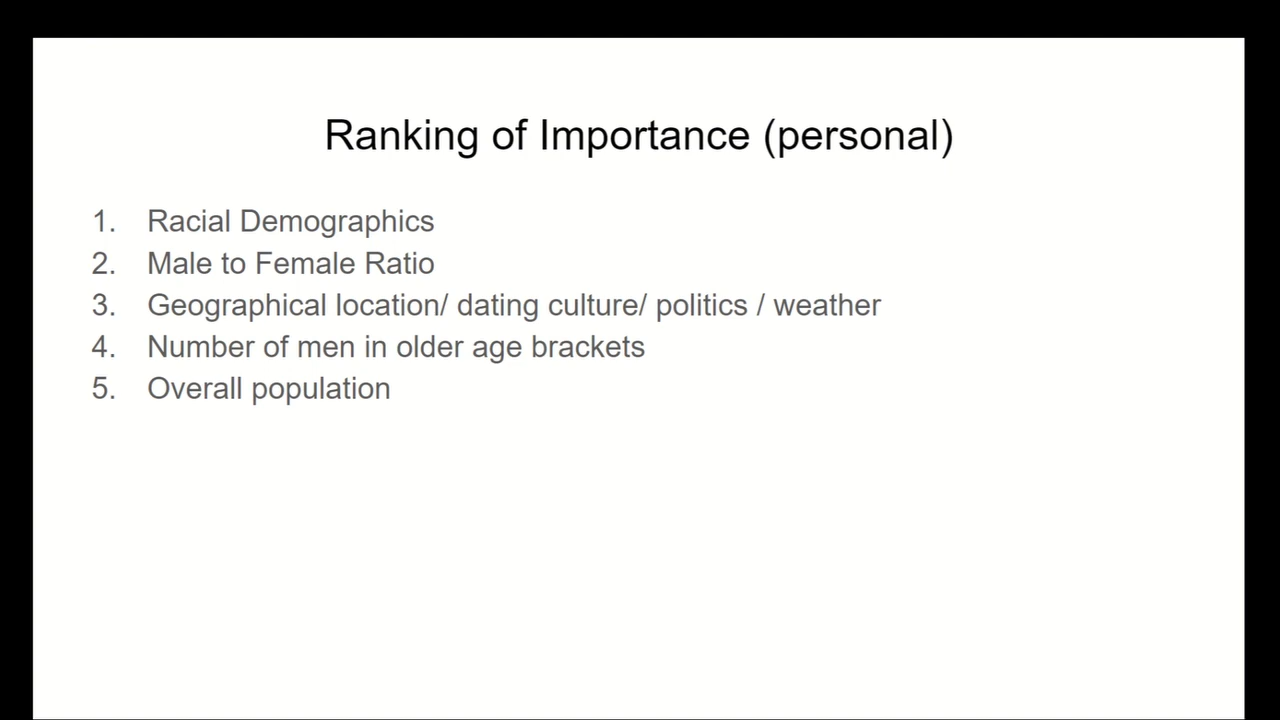 Ranking of Importance (personal)
1. Racial Demographics
2. Male to Female Ratio
3. Geographical location/ dating culture/ politics / weather
4. Number of men in older age brackets
5. Overall population